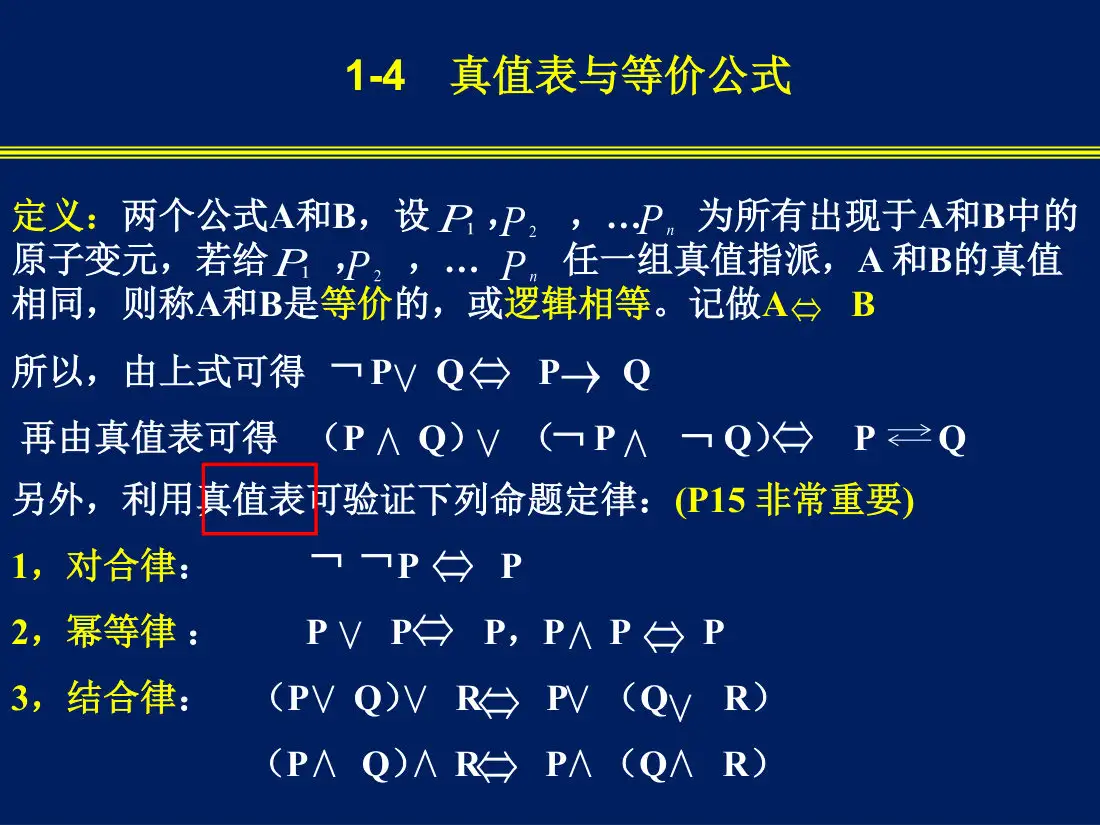 1-4 真值表与等价公式
定义：两个公式A和B，设 P₁，P₂ ，…Pₙ 为所有出现于A和B中的
原子变元，若给 P₁ ，P₂ ，… Pₙ 任一组真值指派，A 和B的真值
相同，则称A和B是等价的，或逻辑相等。记做A⇔ B
所以，由上式可得 ¬ P∨ Q⇔ P→ Q
再由真值表可得 （P ∧ Q）∨ （¬ P∧ ¬ Q）⇔ P ⇄ Q
另外，利用真值表可验证下列命题定律：(P15 非常重要)
1，对合律： ¬ ¬ P ⇔ P
2，幂等律 ： P ∨ P⇔ P，P∧ P ⇔ P
3，结合律： （P∨ Q）∨ R⇔ P∨ （Q∨ R）
（P∧ Q）∧ R⇔ P∧ （Q∧ R）